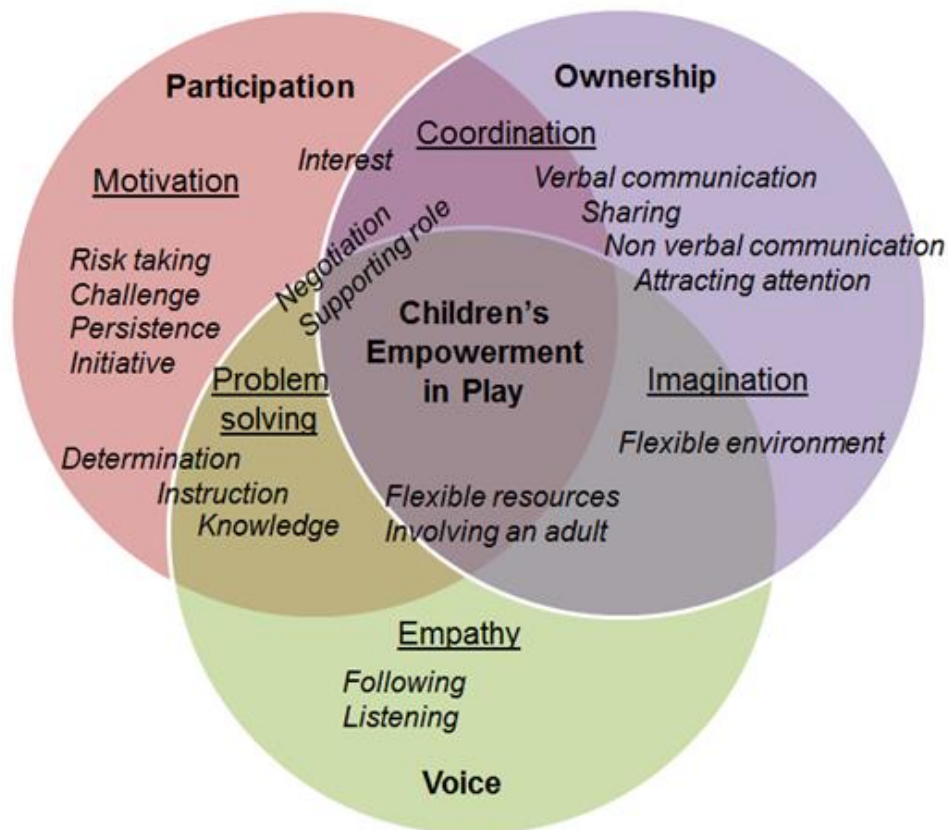 Participation
Ownership
Coordination
Interest
Motivation
Verbal communication
Sharing
Non verbal communication
Attracting attention
Negotiation
Supporting role
Risk taking
Challenge
Persistence
Initiative
Children's
Empowerment
in Play
Problem
solving
Imagination
Flexible environment
Determination
Instruction
Knowledge
Flexible resources
Involving an adult
Empathy
Following
Listening
Voice